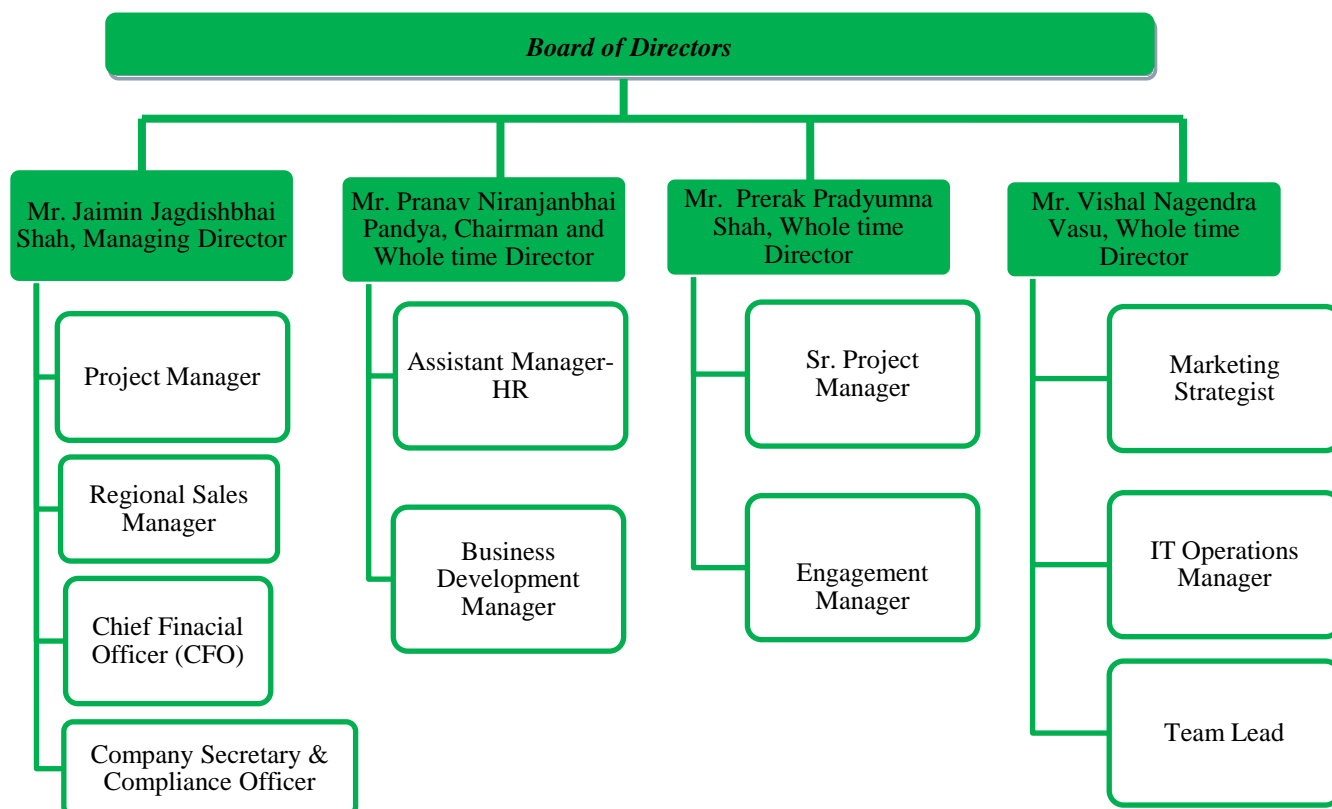 Board of Directors
Mr. Jaimin Jagdishbhai
Shah, Managing Director
Project Manager
Regional Sales
Manager
Chief Finacial
Officer (CFO)
Company Secretary &
Compliance Officer
Mr. Pranav Niranjanbhai
Pandya, Chairman and
Whole time Director
Assistant Manager-
HR
Business
Development
Manager
Mr. Prerak Pradyumna
Shah, Whole time
Director
Sr. Project
Manager
Engagement
Manager
Mr. Vishal Nagendra
Vasu, Whole time
Director
Marketing
Strategist
IT Operations
Manager
Team Lead